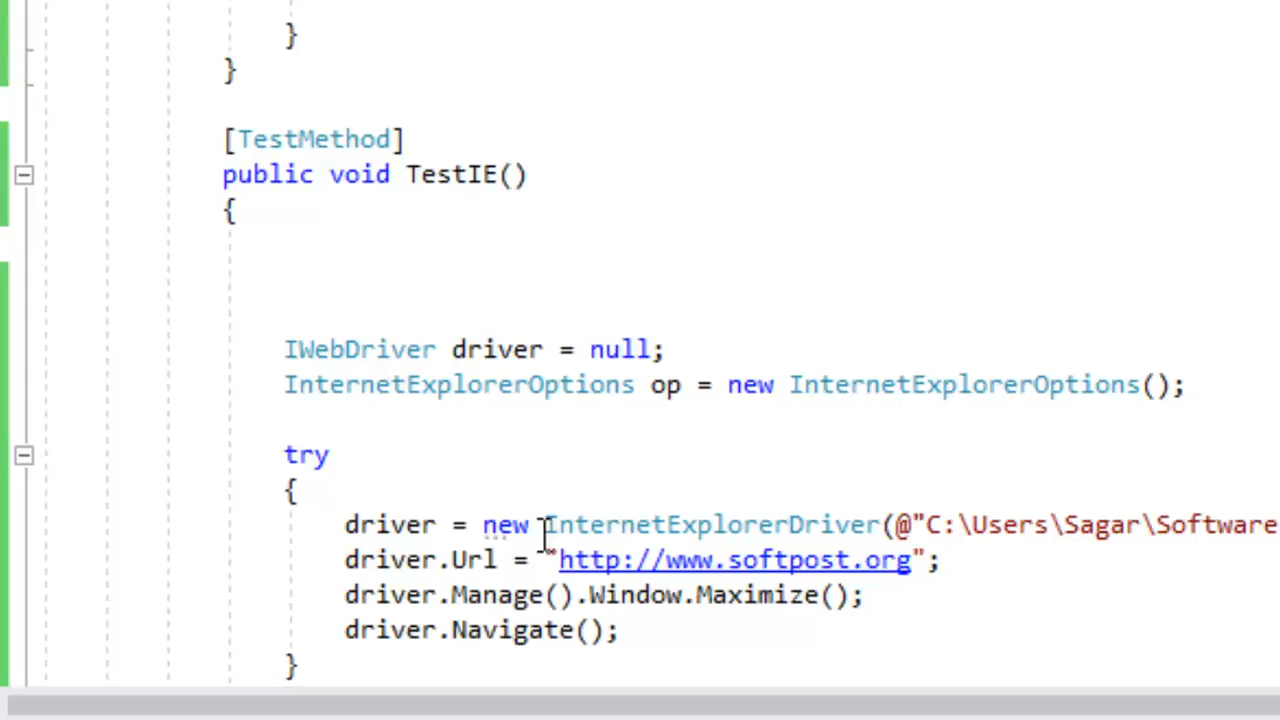 }
}
[TestMethod]
public void TestIE()
{
IWebDriver driver = null;
InternetExplorerOptions op = new InternetExplorerOptions();
try
{
driver = new InternetExplorerDriver(@"C:\Users\Sagar\Software
driver.Url = "http://www.softpost.org";
driver.Manage().Window.Maximize();
driver.Navigate();
}